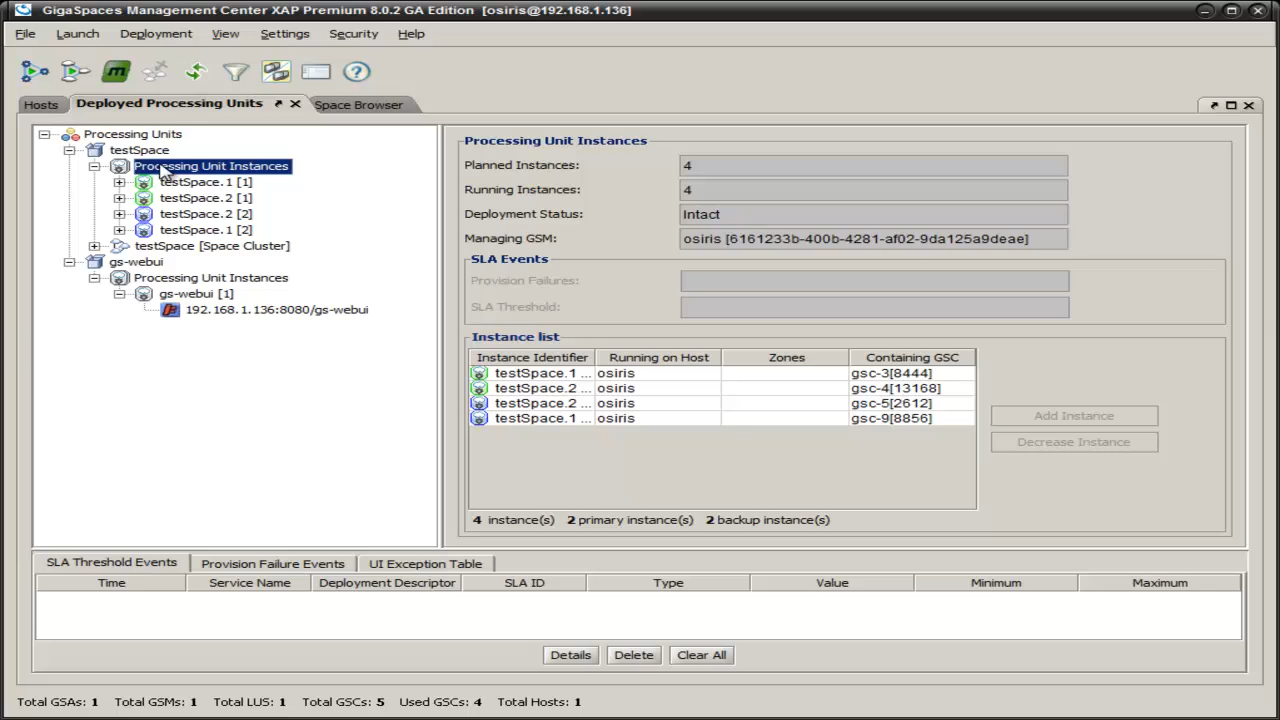 GigaSpaces Management Center XAP Premium 8.0.2 GA Edition [osiris@192.168.1.136]
File Launch Deployment View Settings Security Help
Hosts Deployed Processing Units Space Browser
Processing Units
testSpace
Processing Unit Instances
testSpace.1 [1]
testSpace.2 [1]
testSpace.2 [2]
testSpace.1 [2]
testSpace [Space Cluster]
gs-webui
Processing Unit Instances
gs-webui [1]
192.168.1.136:8080/gs-webui
Processing Unit Instances
Planned Instances: 4
Running Instances: 4
Deployment Status: Intact
Managing GSM: osiris [6161233b-400b-4281-af02-9da125a9deae]
SLA Events
Provision Failures:
SLA Threshold:
Instance list
Instance Identifier Running on Host Zones Containing GSC
testSpace.1 ... osiris gsc-3[8444]
testSpace.2 ... osiris gsc-4[13168]
testSpace.2 ... osiris gsc-5[2612]
testSpace.1 ... osiris gsc-9[8856]
Add Instance
Decrease Instance
4 instance(s) 2 primary instance(s) 2 backup instance(s)
SLA Threshold Events Provision Failure Events UI Exception Table
Time Service Name Deployment Descriptor SLA ID Type Value Minimum Maximum
Details Delete Clear All
Total GSAs: 1 Total GSMs: 1 Total LUS: 1 Total GSCs: 5 Used GSCs: 4 Total Hosts: 1